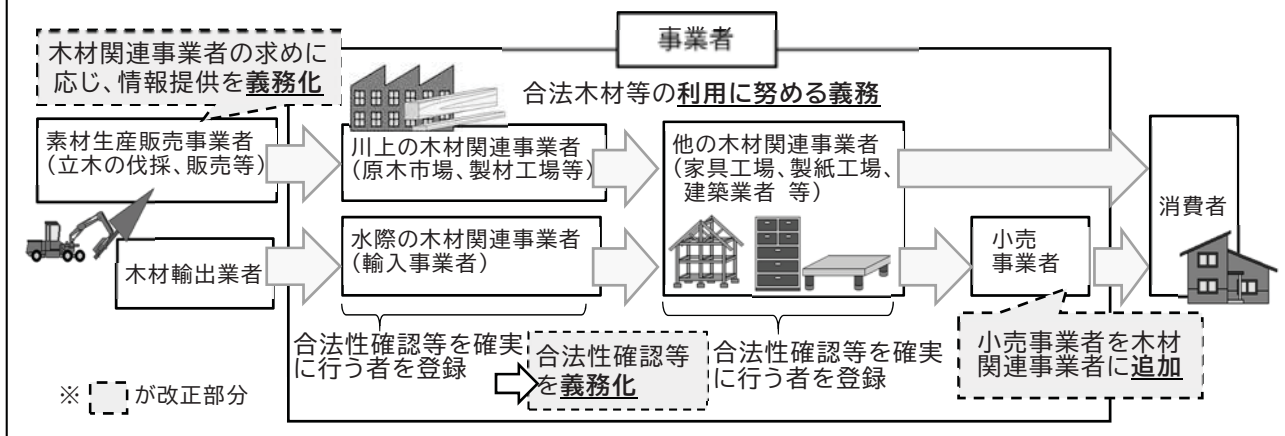 事業者
木材関連事業者の求めに
応じ、情報提供を義務化
合法木材等の利用に努める義務
素材生産販売事業者
(立木の伐採、販売等)
川上の木材関連事業者
(原木市場、製材工場等)
他の木材関連事業者
(家具工場、製紙工場、
建築業者 等)
消費者
木材輸出業者
水際の木材関連事業者
(輸入事業者)
小売
事業者
合法性確認等を確実
に行う者を登録
合法性確認等
を義務化
合法性確認等を確実
に行う者を登録
小売事業者を木材
関連事業者に追加
※ が改正部分